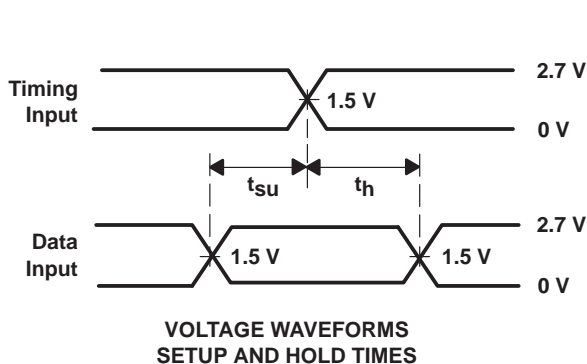 2.7 V
Timing
Input
1.5 V
0 V
tsu
th
2.7 V
Data
Input
1.5 V
1.5 V
0 V
VOLTAGE WAVEFORMS
SETUP AND HOLD TIMES